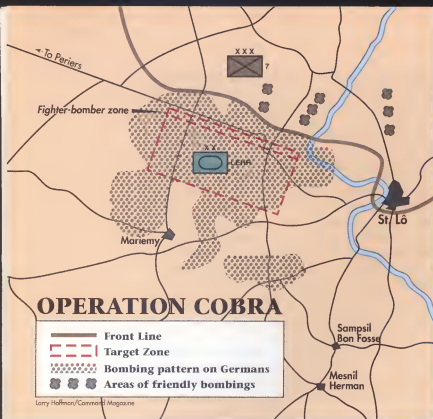 To Periers
XXX
7
Fighter-bomber zone
LEHR
St. Lô
Mariemy
OPERATION COBRA
Front Line
Target Zone
Bombing pattern on Germans
Areas of friendly bombings
Sampsil
Bon Fosse
Mesnil
Herman
Larry Hoffman/Command Magazine